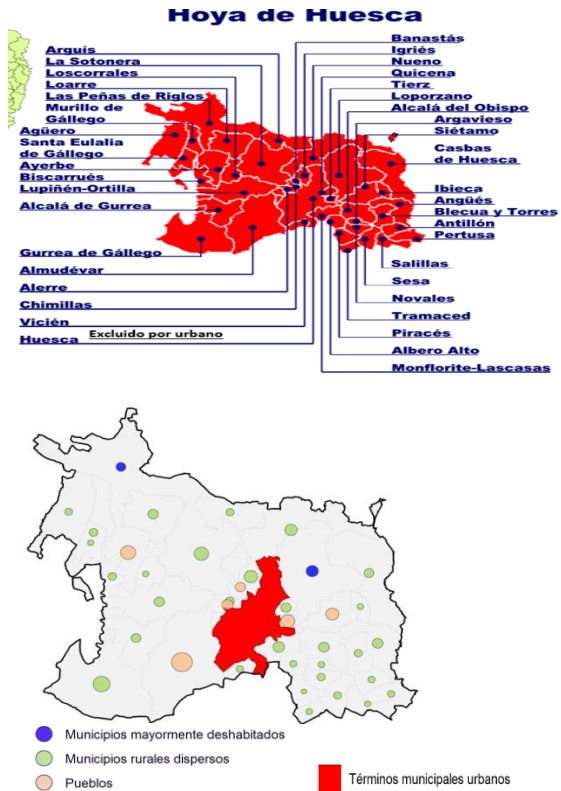 Hoya de Huesca
Arguís
La Sotonera
Loscorrales
Loarre
Las Peñas de Riglos
Murillo de
Gállego
Agüero
Santa Eulalia
de Gállego
Ayerbe
Biscarrués
Lupiñén-Ortilla
Alcalá de Gurrea
Gurrea de Gállego
Almudévar
Alerre
Chimillas
Vicién
Huesca Excluido por urbano
Banastás
Igriés
Nueno
Quicena
Tierz
Loporzano
Alcalá del Obispo
Argavieso
Siétamo
Casbas
de Huesca
Ibieca
Angüés
Blecua y Torres
Antillón
Pertusa
Salillas
Sesa
Novales
Tramaced
Piracés
Albero Alto
Monflorite-Lascasas
Municipios mayormente deshabitados
Municipios rurales dispersos
Pueblos
Términos municipales urbanos